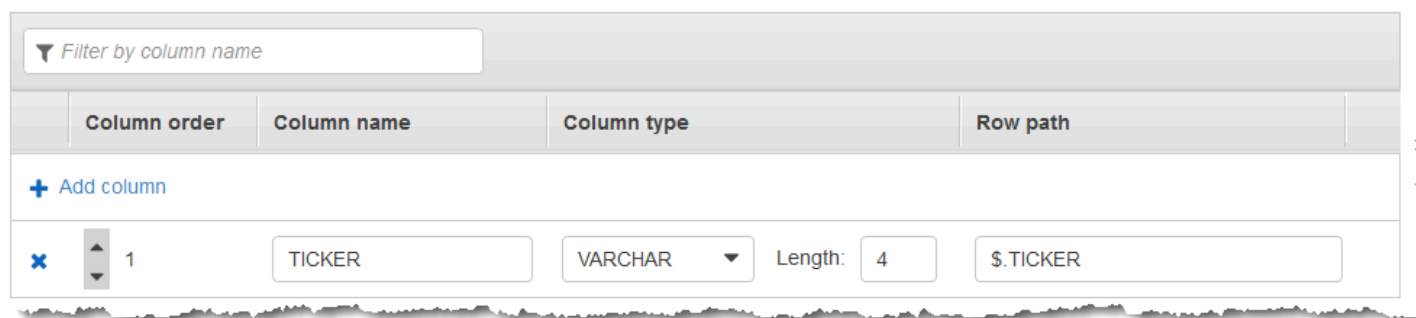 Filter by column name
Column order Column name Column type Row path
Add column
1 TICKER VARCHAR Length: 4 $.TICKER